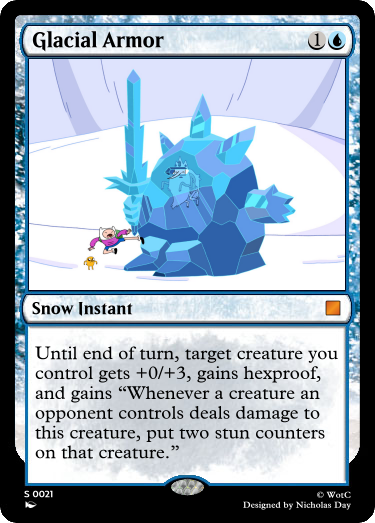 Glacial Armor 1
Snow Instant
Until end of turn, target creature you
control gets +0/+3, gains hexproof,
and gains “Whenever a creature an
opponent controls deals damage to
this creature, put two stun counters
on that creature.”
S 0021
© WotC
Designed by Nicholas Day